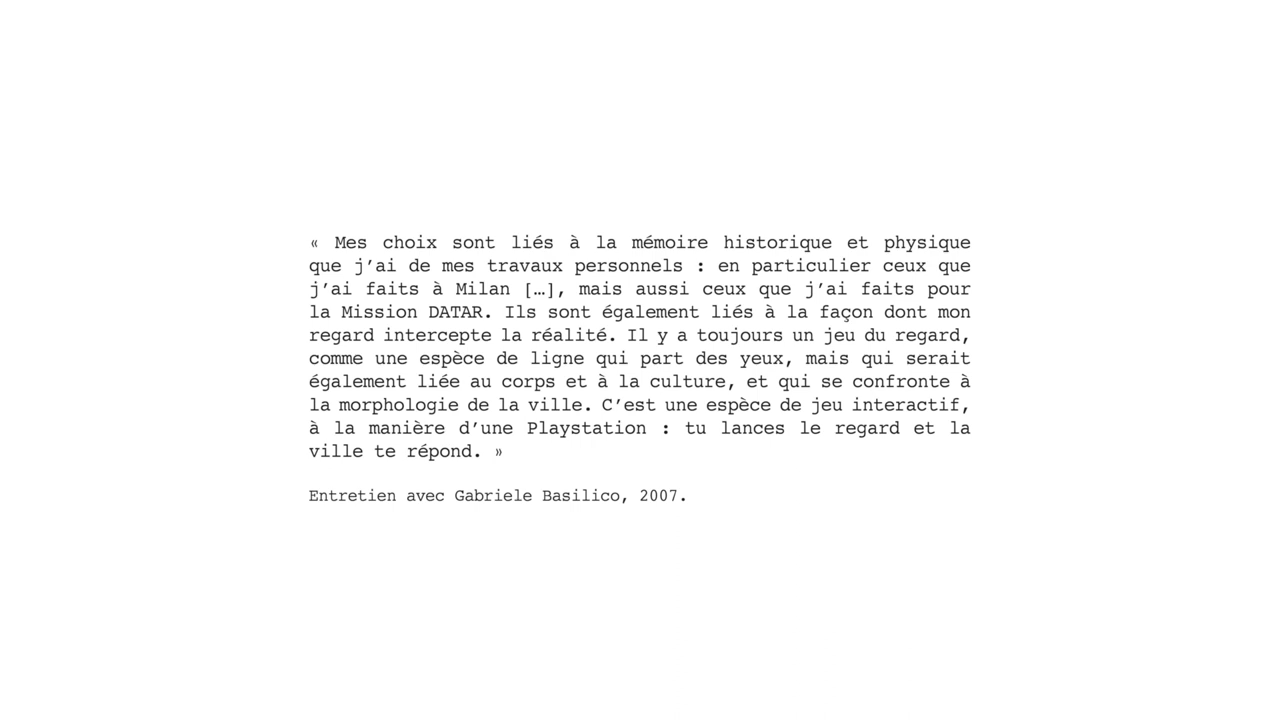 « Mes choix sont liés à la mémoire historique et physique
que j’ai de mes travaux personnels : en particulier ceux que
j’ai faits à Milan […], mais aussi ceux que j’ai faits pour
la Mission DATAR. Ils sont également liés à la façon dont mon
regard intercepte la réalité. Il y a toujours un jeu du regard,
comme une espèce de ligne qui part des yeux, mais qui serait
également liée au corps et à la culture, et qui se confronte à
la morphologie de la ville. C’est une espèce de jeu interactif,
à la manière d’une Playstation : tu lances le regard et la
ville te répond. »
Entretien avec Gabriele Basilico, 2007.